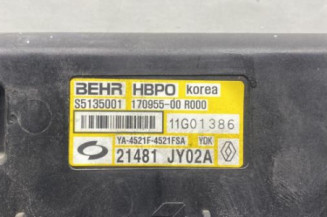 BEHR HBPO korea
S5135001 170955-00 R000
11G01386
YA-4521F-4521FSA YOK
21481 JY02A